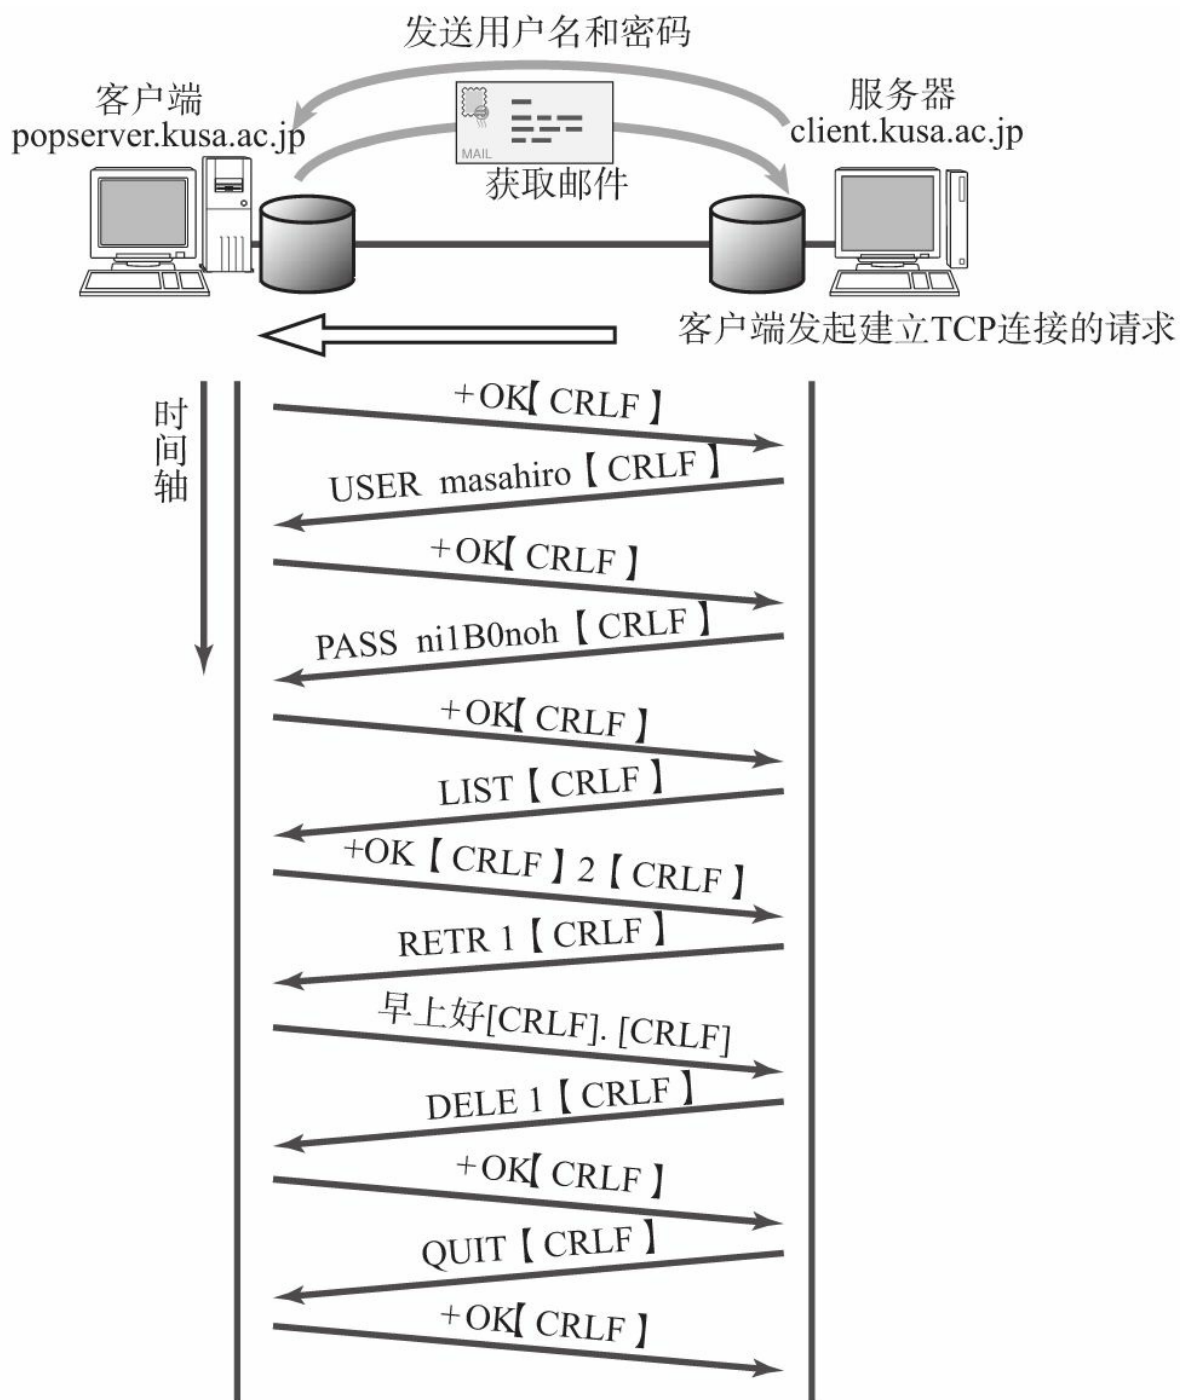 发送用户名和密码
客户端
popserver.kusa.ac.jp
服务器
client.kusa.ac.jp
MAIL
获取邮件
客户端发起建立TCP连接的请求
时间轴
+OK【CRLF】
USER masahiro【CRLF】
+OK【CRLF】
PASS ni1B0noh【CRLF】
+OK【CRLF】
LIST【CRLF】
+OK【CRLF】2【CRLF】
RETR 1【CRLF】
早上好[CRLF]. [CRLF]
DELE 1【CRLF】
+OK【CRLF】
QUIT【CRLF】
+OK【CRLF】